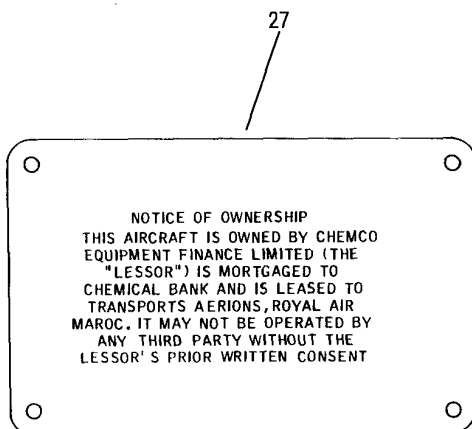 27
NOTICE OF OWNERSHIP
THIS AIRCRAFT IS OWNED BY CHEMCO
EQUIPMENT FINANCE LIMITED (THE
"LESSOR") IS MORTGAGED TO
CHEMICAL BANK AND IS LEASED TO
TRANSPORTS AERIONS, ROYAL AIR
MAROC. IT MAY NOT BE OPERATED BY
ANY THIRD PARTY WITHOUT THE
LESSOR'S PRIOR WRITTEN CONSENT